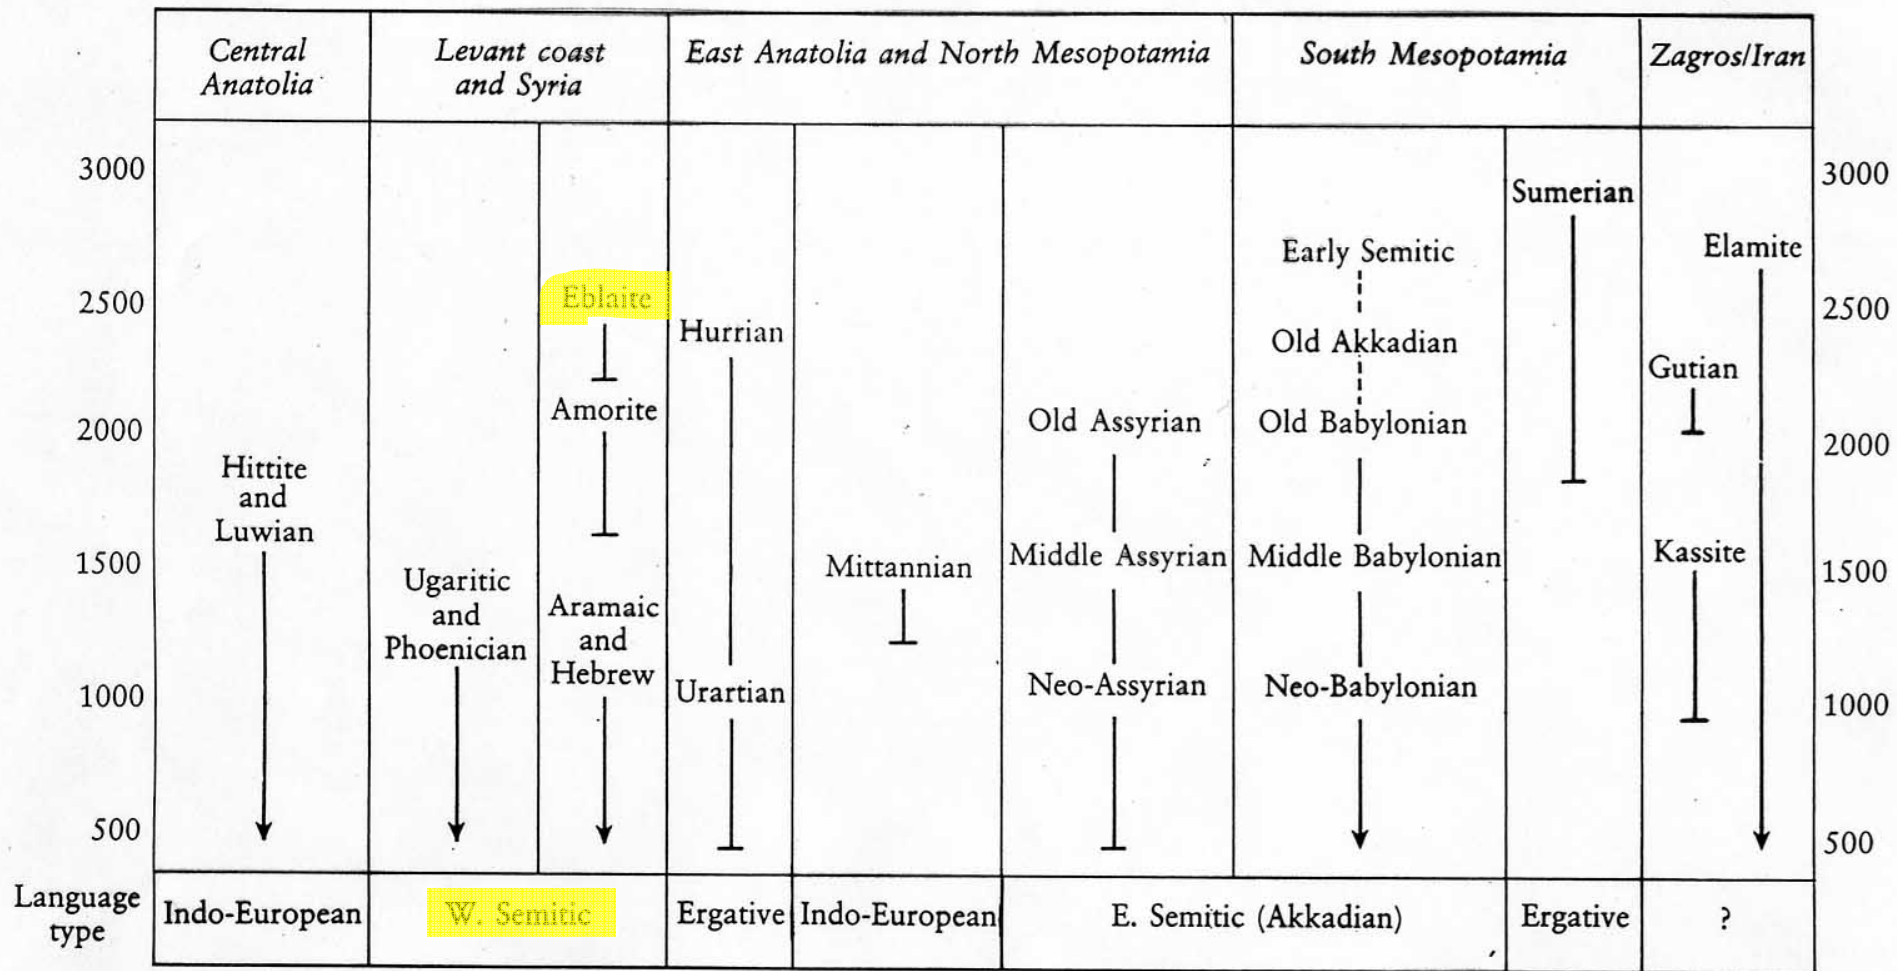 Central
Anatolia
Levant coast
and Syria
East Anatolia and North Mesopotamia
South Mesopotamia
Zagros/Iran
3000
3000
Sumerian
Early Semitic
Elamite
2500
Eblaite
2500
Hurrian
Old Akkadian
Gutian
Amorite
Old Assyrian
Old Babylonian
2000
2000
Hittite
and
Luwian
1500
Mittannian
Middle Assyrian
Middle Babylonian
Kassite
1500
Ugaritic
and
Phoenician
Aramaic
and
Hebrew
1000
Urartian
Neo-Assyrian
Neo-Babylonian
1000
500
500
Language
type
Indo-European
W. Semitic
Ergative
Indo-European
E. Semitic (Akkadian)
Ergative
?